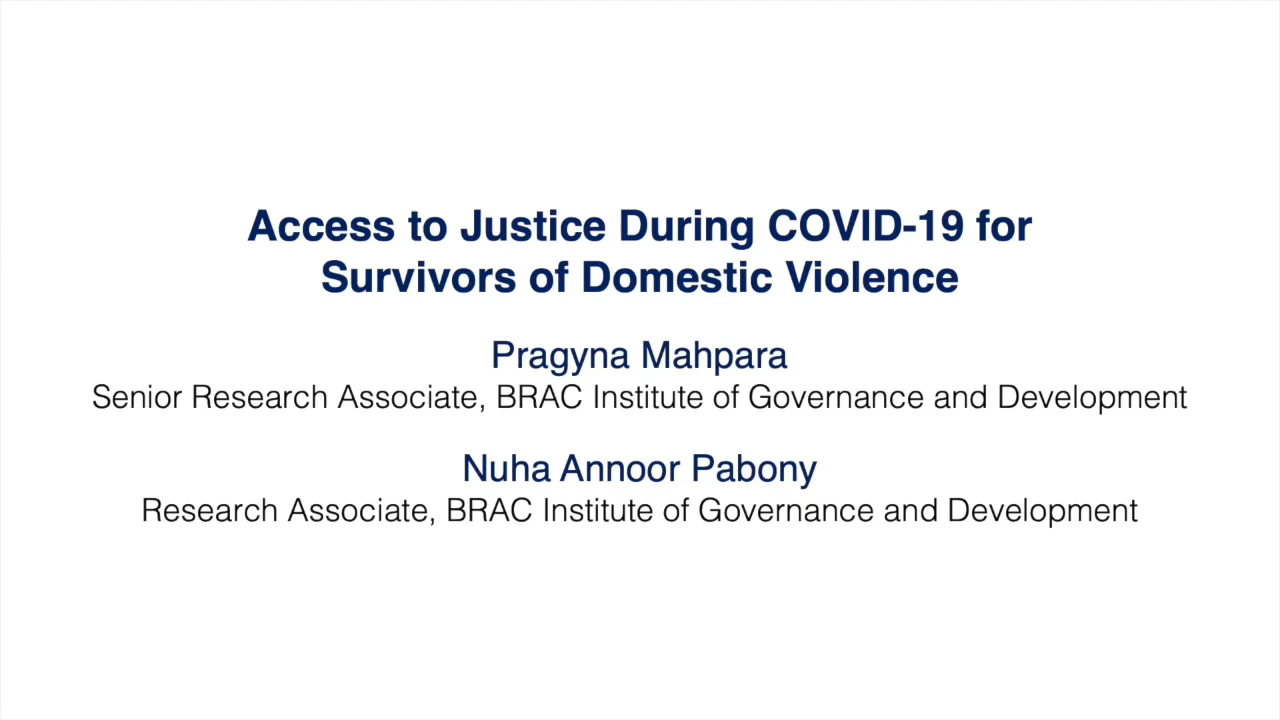 Access to Justice During COVID-19 for
Survivors of Domestic Violence
Pragyna Mahpara
Senior Research Associate, BRAC Institute of Governance and Development
Nuha Annoor Pabony
Research Associate, BRAC Institute of Governance and Development